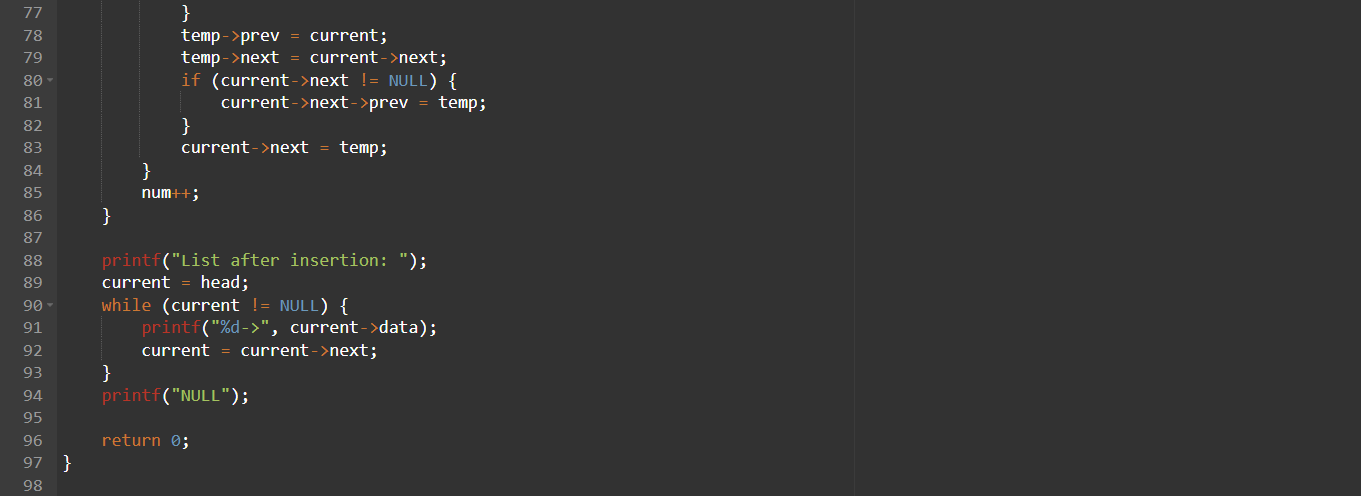 77            }
78            temp->prev = current;
79            temp->next = current->next;
80            if (current->next != NULL) {
81                current->next->prev = temp;
82            }
83            current->next = temp;
84        }
85        num++;
86    }
87
88    printf("List after insertion: ");
89    current = head;
90    while (current != NULL) {
91        printf("%d->", current->data);
92        current = current->next;
93    }
94    printf("NULL");
95
96    return 0;
97 }
98